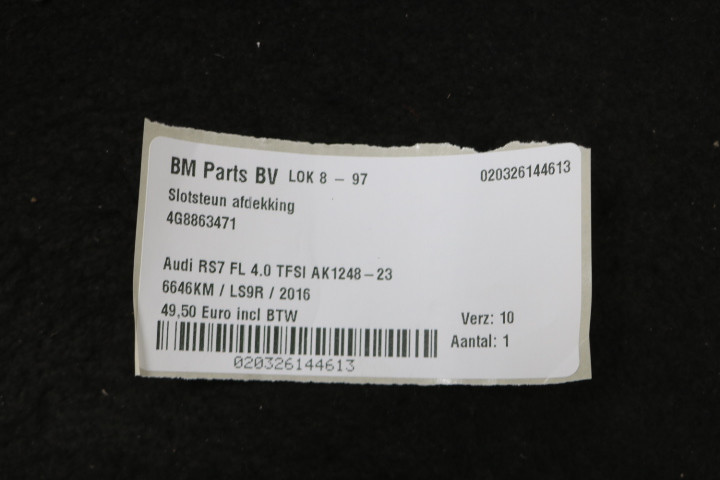 BM Parts BV LOK 8 - 97 020326144613
Slotsteun afdekking
4G8863471
Audi RS7 FL 4.0 TFSI AK1248-23
6646KM / LS9R / 2016
49,50 Euro incl BTW Verz: 10
Aantal: 1
020326144613